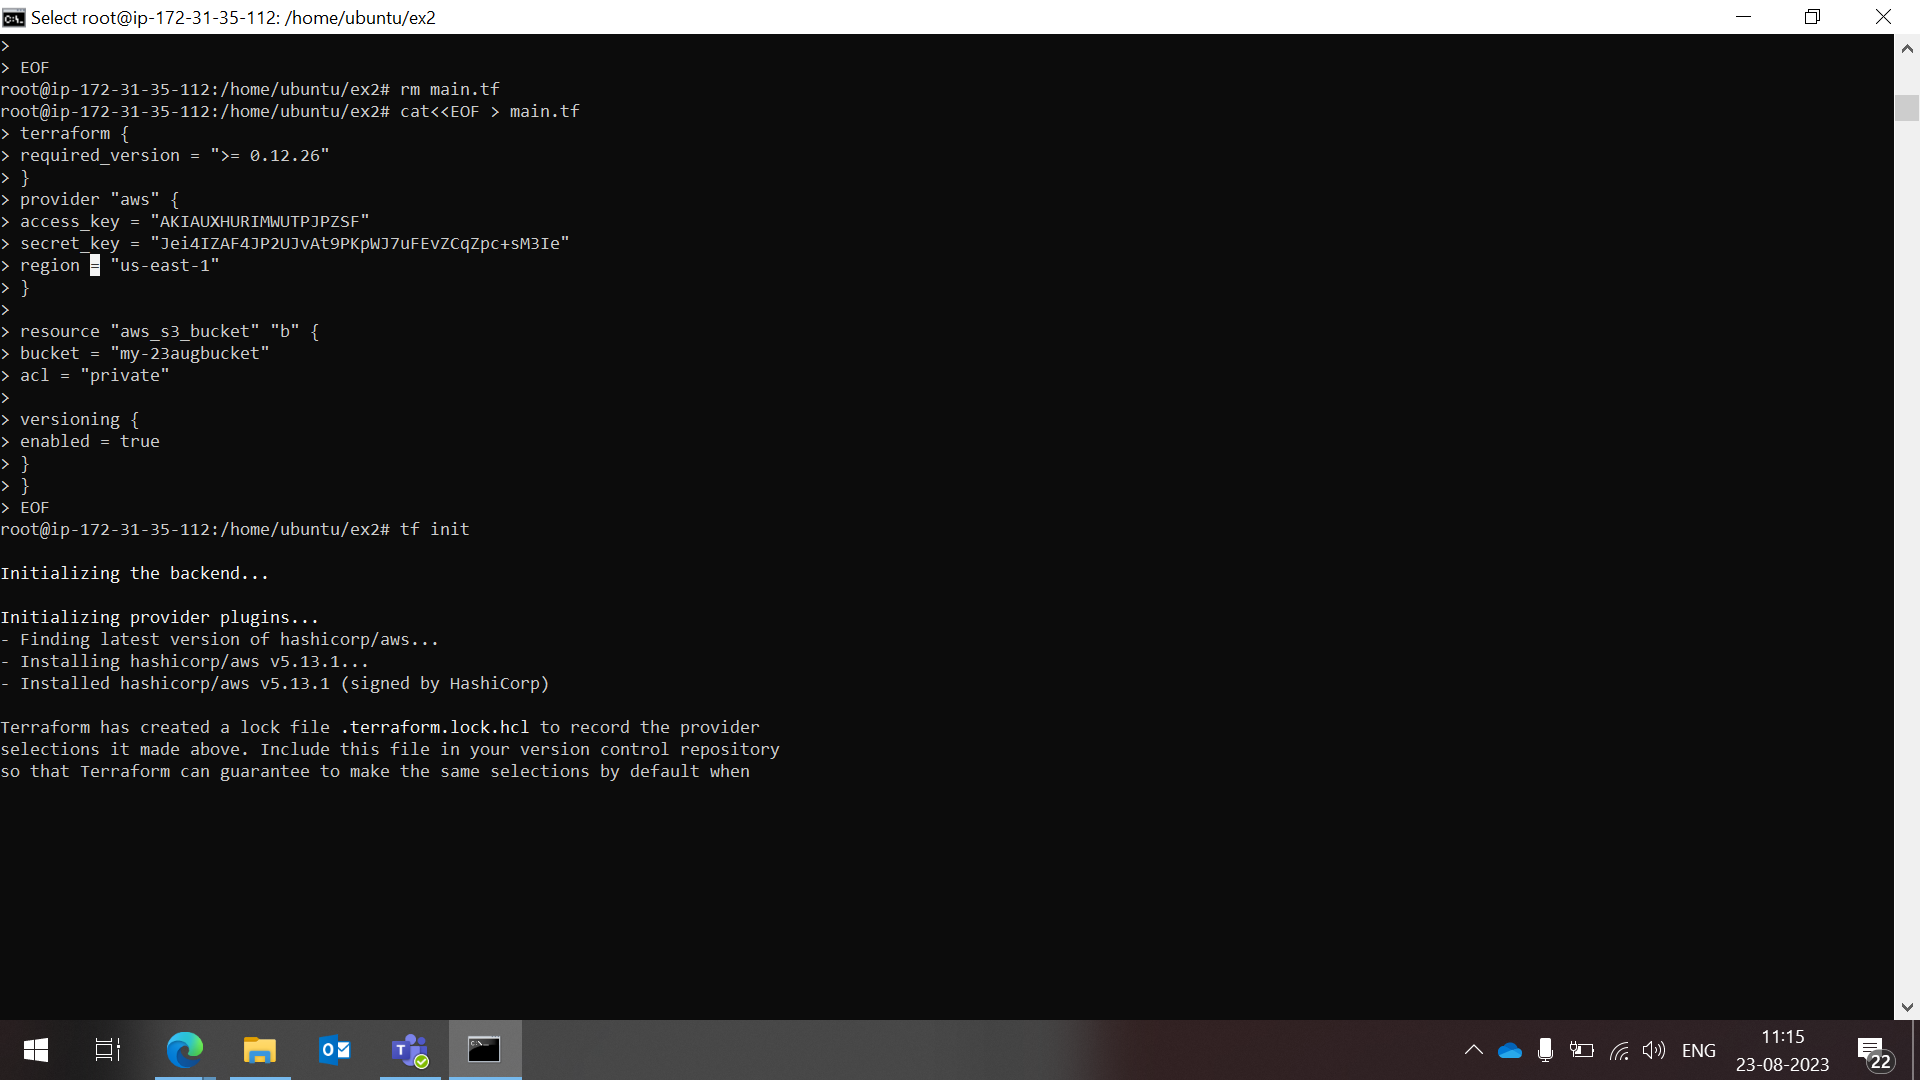 Select root@ip-172-31-35-112: /home/ubuntu/ex2
>
> EOF
root@ip-172-31-35-112:/home/ubuntu/ex2# rm main.tf
root@ip-172-31-35-112:/home/ubuntu/ex2# cat<<EOF > main.tf
> terraform {
> required_version = ">= 0.12.26"
> }
> provider "aws" {
> access_key = "AKIAUXHURIMWUTPJPZSF"
> secret_key = "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"
> region = "us-east-1"
> }
>
> resource "aws_s3_bucket" "b" {
> bucket = "my-23augbucket"
> acl = "private"
>
> versioning {
> enabled = true
> }
> }
> EOF
root@ip-172-31-35-112:/home/ubuntu/ex2# tf init
Initializing the backend...
Initializing provider plugins...
- Finding latest version of hashicorp/aws...
- Installing hashicorp/aws v5.13.1...
- Installed hashicorp/aws v5.13.1 (signed by HashiCorp)
Terraform has created a lock file .terraform.lock.hcl to record the provider
selections it made above. Include this file in your version control repository
so that Terraform can guarantee to make the same selections by default when
ENG
11:15
23-08-2023
22